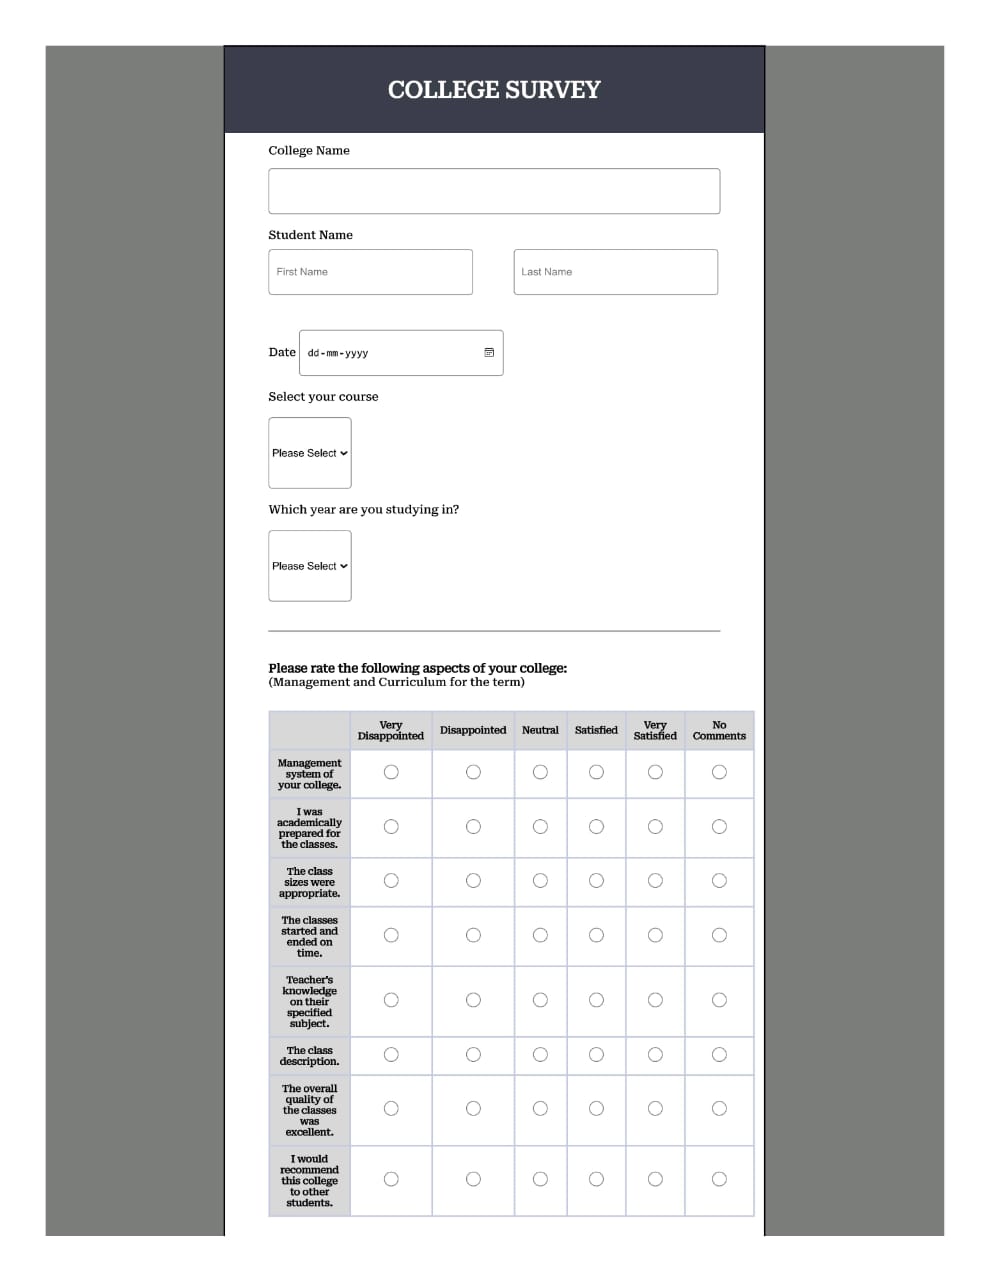 COLLEGE SURVEY
College Name
Student Name
First Name
Last Name
Date dd-mm-yyyy
Select your course
Please Select
Which year are you studying in?
Please Select
Please rate the following aspects of your college:
(Management and Curriculum for the term)
Very
Disappointed
Disappointed
Neutral
Satisfied
Very
Satisfied
No
Comments
Management
system of
your college.
I was
academically
prepared for
the classes.
The class
sizes were
appropriate.
The classes
started and
ended on
time.
Teacher's
knowledge
on their
specified
subject.
The class
description.
The overall
quality of
the classes
was
excellent.
I would
recommend
this college
to other
students.